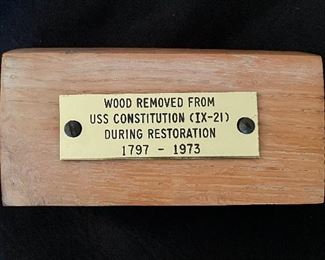 WOOD REMOVED FROM
USS CONSTITUTION (IX-21)
DURING RESTORATION
1797 - 1973